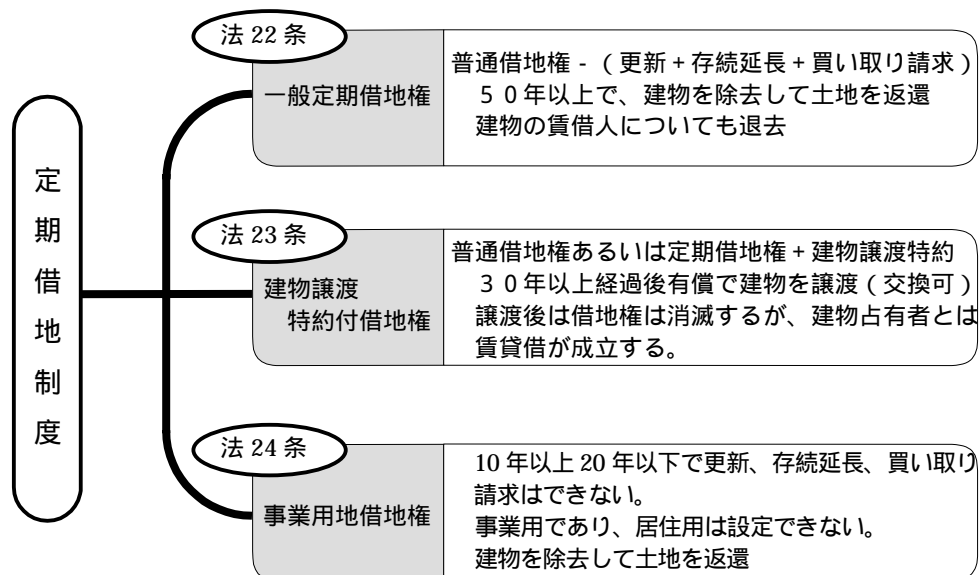 定期借地制度
法 22 条
一般定期借地権
普通借地権 - （更新 + 存続延長 + 買い取り請求）
５０年以上で、建物を除去して土地を返還
建物の賃借人についても退去
法 23 条
建物譲渡
特約付借地権
普通借地権あるいは定期借地権 + 建物譲渡特約
３０年以上経過後有償で建物を譲渡（交換可）
譲渡後は借地権は消滅するが、建物占有者とは
賃貸借が成立する。
法 24 条
事業用地借地権
10 年以上 20 年以下で更新、存続延長、買い取り
請求はできない。
事業用であり、居住用は設定できない。
建物を除去して土地を返還